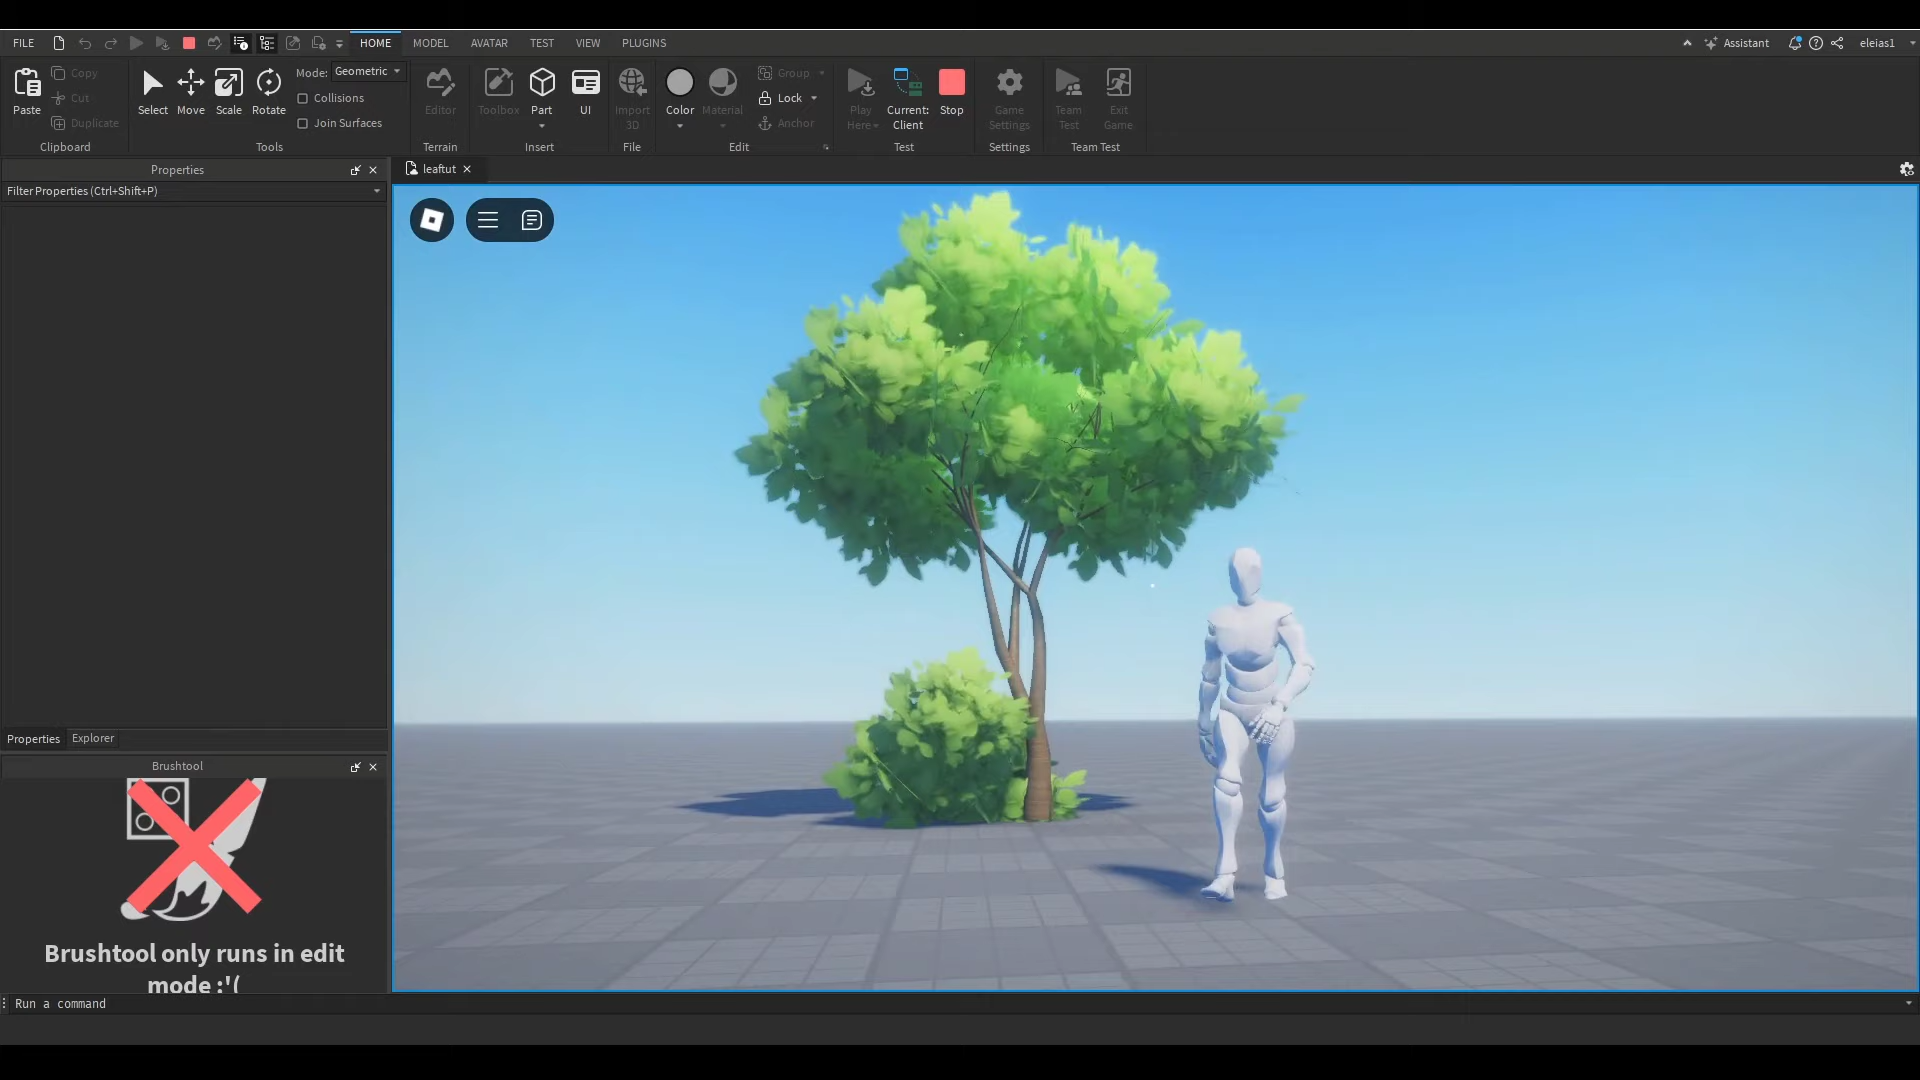 FILE HOME MODEL AVATAR TEST VIEW PLUGINS Assistant eleias1
Paste
Copy
Cut
Duplicate
Clipboard
Select Move Scale Rotate
Mode: Geometric
Collisions
Join Surfaces
Tools
Editor
Terrain
Toolbox Part UI
Insert
Import
3D
File
Color Material
Group
Lock
Anchor
Edit
Play
Here
Current:
Client
Stop
Test
Game
Settings
Settings
Team
Test
Exit
Game
Team Test
Properties
Filter Properties (Ctrl+Shift+P)
leaftut
Properties Explorer
Brushtool
Brushtool only runs in edit
mode :'(
Run a command